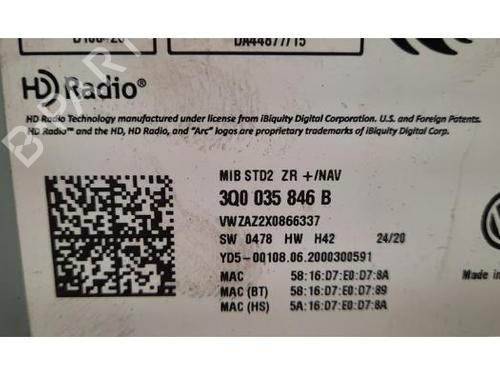 DA44877/15
HD Radio®
HD Radio Technology manufactured under license from iBiquity Digital Corporation. U.S. and Foreign Patents.
HD Radio™ and the HD, HD Radio, and "Arc" logos are proprietary trademarks of iBiquity Digital Corp.
MIB STD2 ZR +/NAV
3Q0 035 846 B
VWZAZ2X0866337
SW 0478 HW H42 24/20
YD5-00108.06.2000300591
MAC 58:16:D7:E0:D7:8A
MAC (BT) 58:16:D7:E0:D7:89
MAC (HS) 5A:16:D7:E0:D7:8A